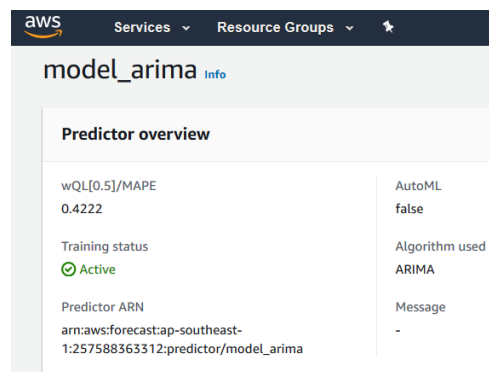 aws Services Resource Groups
model_arima Info
Predictor overview
wQL[0.5]/MAPE
0.4222
AutoML
false
Training status
Active
Algorithm used
ARIMA
Predictor ARN
arn:aws:forecast:ap-southeast-
1:257588363312:predictor/model_arima
Message
-